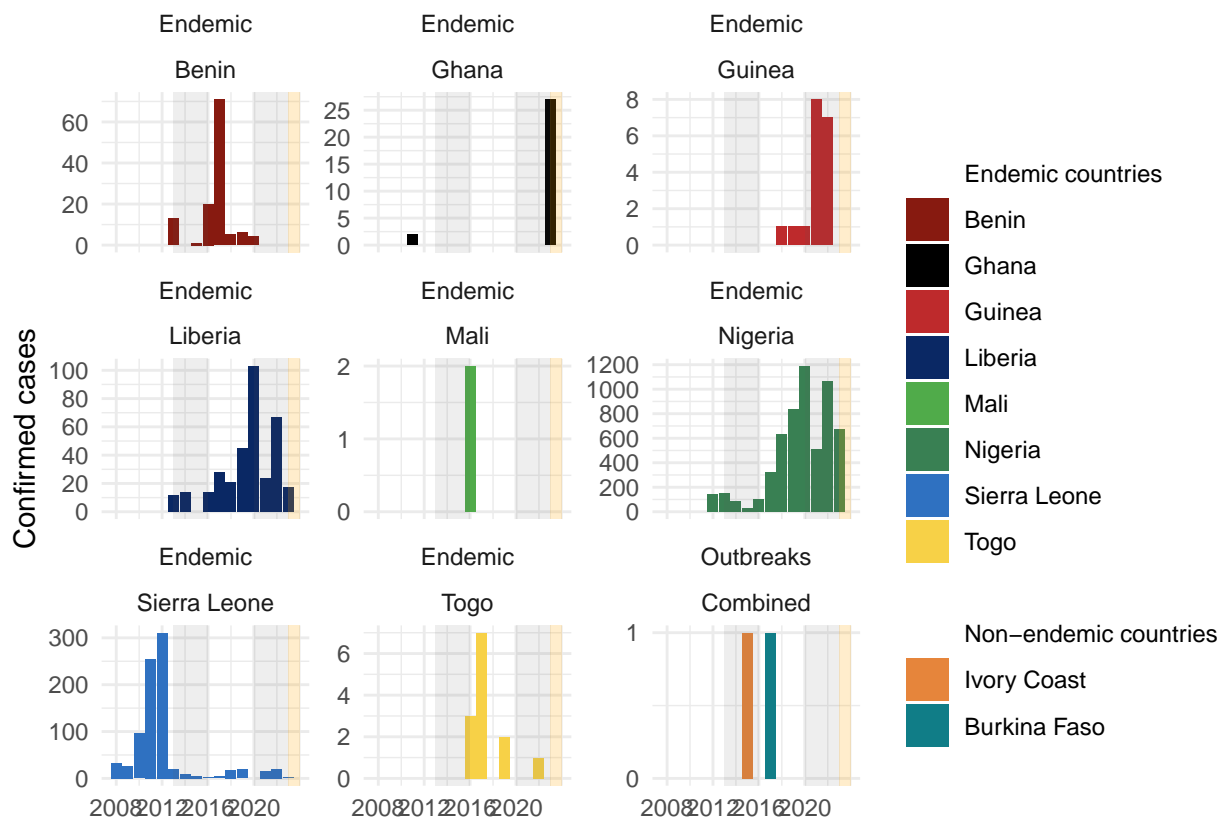 Endemic Endemic Endemic
Benin Ghana Guinea
60
40
20
0
25
20
15
10
5
0
8
6
4
2
0
Endemic Endemic Endemic
Liberia Mali Nigeria
Confirmed cases
100
80
60
40
20
0
2
1
0
1200
1000
800
600
400
200
0
Endemic Endemic Outbreaks
Sierra Leone Togo Combined
300
200
100
0
6
4
2
0
1
0
2008 2012 2016 2020
2008 2012 2016 2020
2008 2012 2016 2020
Endemic countries
Benin
Ghana
Guinea
Liberia
Mali
Nigeria
Sierra Leone
Togo
Non−endemic countries
Ivory Coast
Burkina Faso